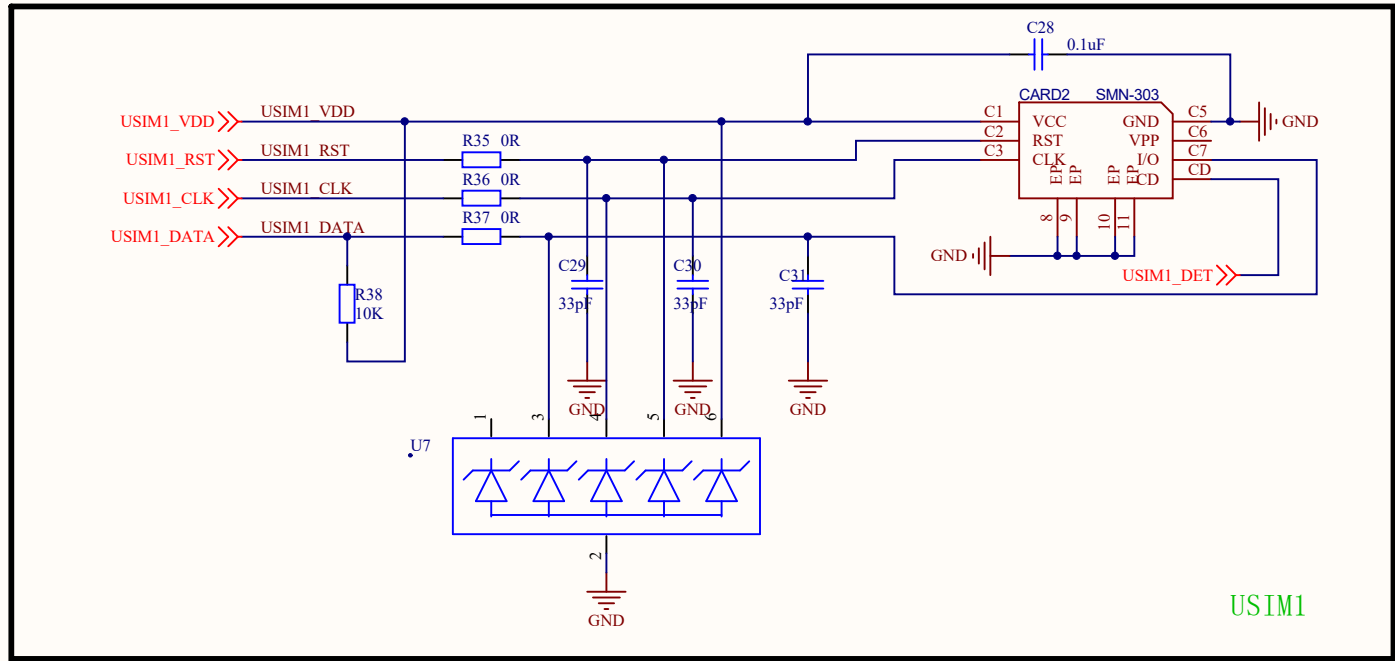 C28
0.1uF
CARD2 SMN-303
USIM1_VDD USIM1_VDD C1 VCC GND C5 GND
USIM1_RST USIM1_RST R35 0R C2 RST VPP C6
C3 CLK I/O C7
EP EP EP EP CD CD
USIM1_CLK USIM1_CLK R36 0R
USIM1_DATA USIM1_DATA R37 0R
8 9 10 11
GND
USIM1_DET
C29 C30 C31
33pF 33pF 33pF
R38
10K
GND GND GND
1 3 4 5 6
U7
2
GND
USIM1